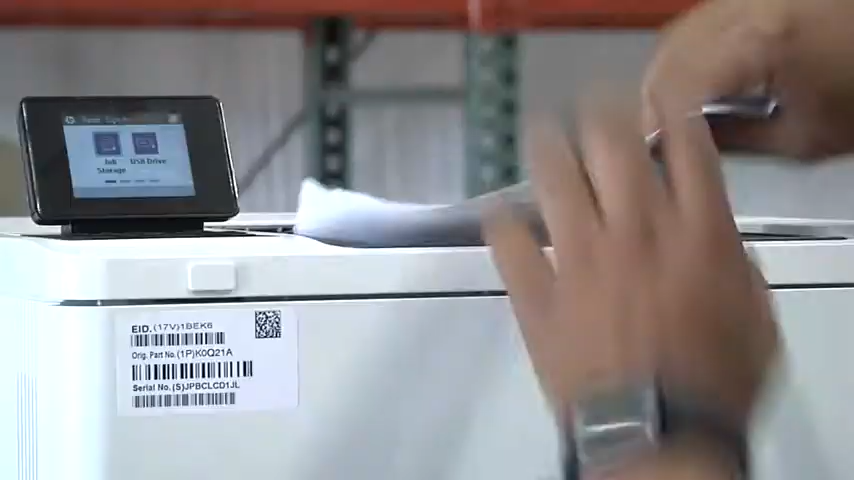 Job
Storage
USB Drive
EID.(17V)1BEK6
Orig. Part No.(1P)K0Q21A
Serial No.(S)JPBCLCD1JL